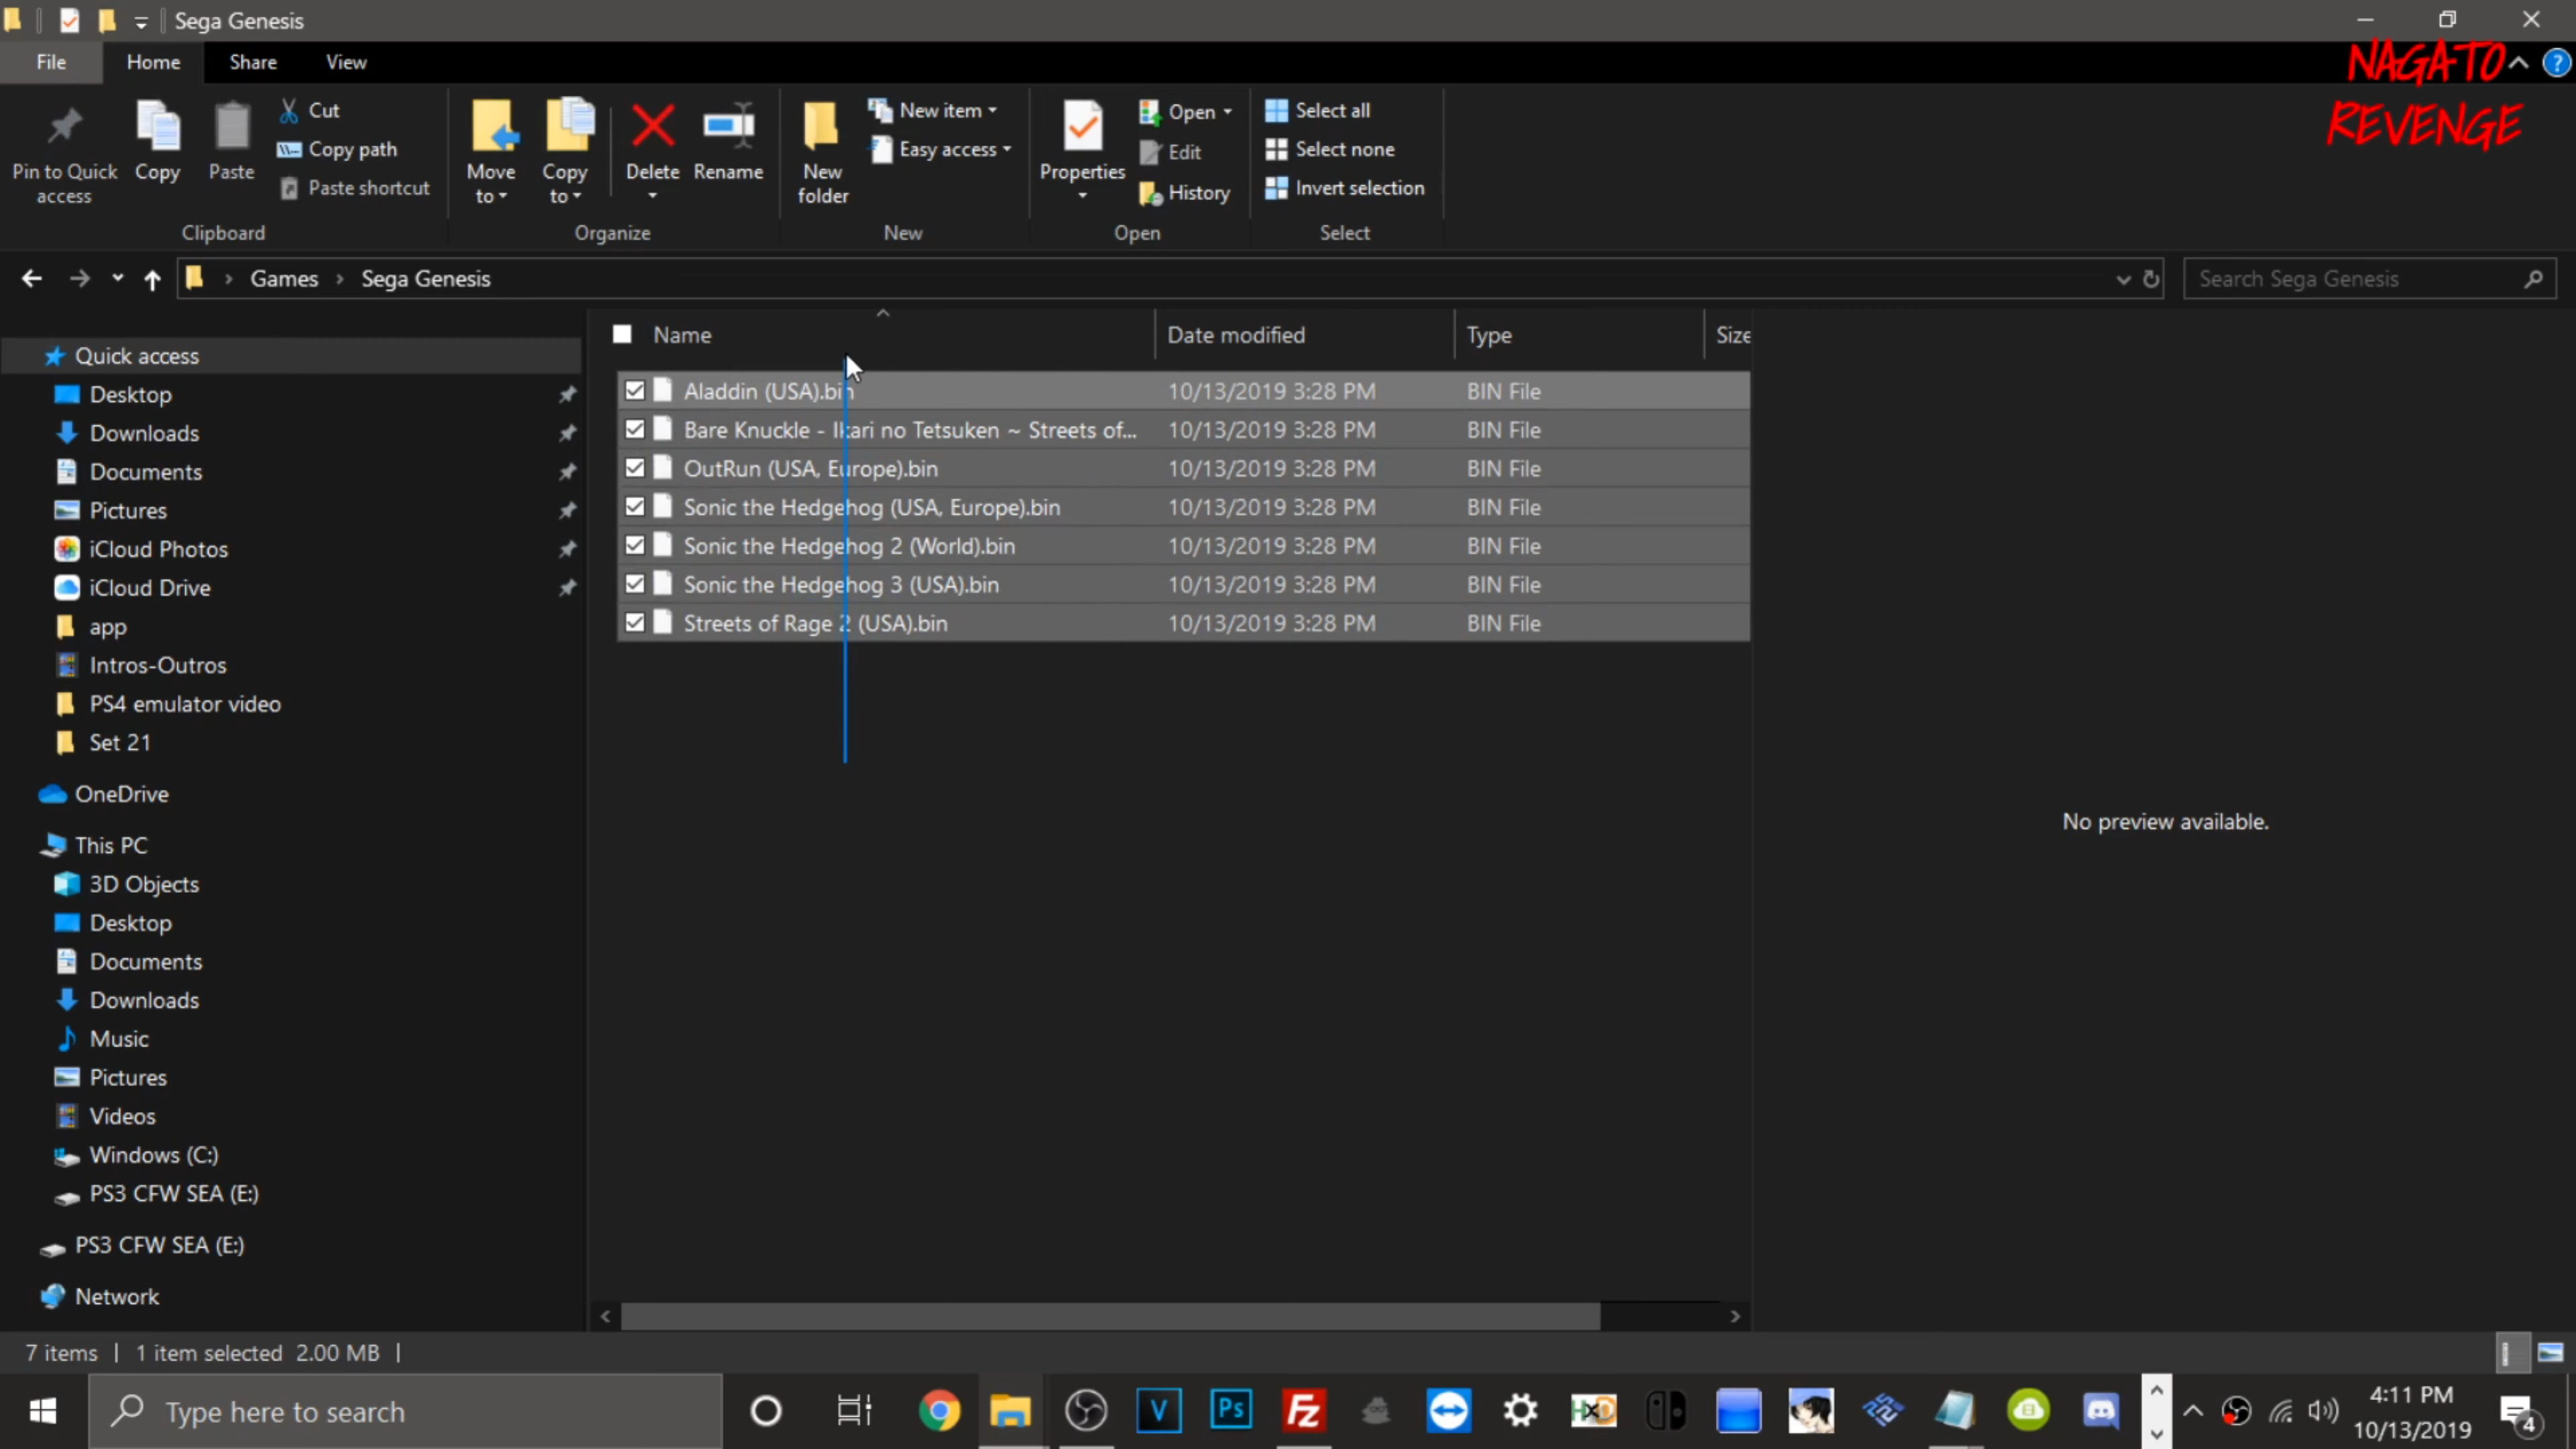 Sega Genesis
File Home Share View
NAGATO
REVENGE
Pin to Quick access
Copy
Paste
Cut
Copy path
Paste shortcut
Clipboard
Move to
Copy to
Delete
Rename
Organize
New folder
New item
Easy access
New
Properties
Open
Edit
History
Open
Select all
Select none
Invert selection
Select
Games > Sega Genesis
Search Sega Genesis
Quick access
Desktop
Downloads
Documents
Pictures
iCloud Photos
iCloud Drive
app
Intros-Outros
PS4 emulator video
Set 21
OneDrive
This PC
3D Objects
Desktop
Documents
Downloads
Music
Pictures
Videos
Windows (C:)
PS3 CFW SEA (E:)
PS3 CFW SEA (E:)
Network
Name Date modified Type Size
Aladdin (USA).bin 10/13/2019 3:28 PM BIN File
Bare Knuckle - Ikari no Tetsuken ~ Streets of... 10/13/2019 3:28 PM BIN File
OutRun (USA, Europe).bin 10/13/2019 3:28 PM BIN File
Sonic the Hedgehog (USA, Europe).bin 10/13/2019 3:28 PM BIN File
Sonic the Hedgehog 2 (World).bin 10/13/2019 3:28 PM BIN File
Sonic the Hedgehog 3 (USA).bin 10/13/2019 3:28 PM BIN File
Streets of Rage 2 (USA).bin 10/13/2019 3:28 PM BIN File
No preview available.
7 items | 1 item selected 2.00 MB |
Type here to search
V
Ps
Fz
HxD
4:11 PM
10/13/2019
4